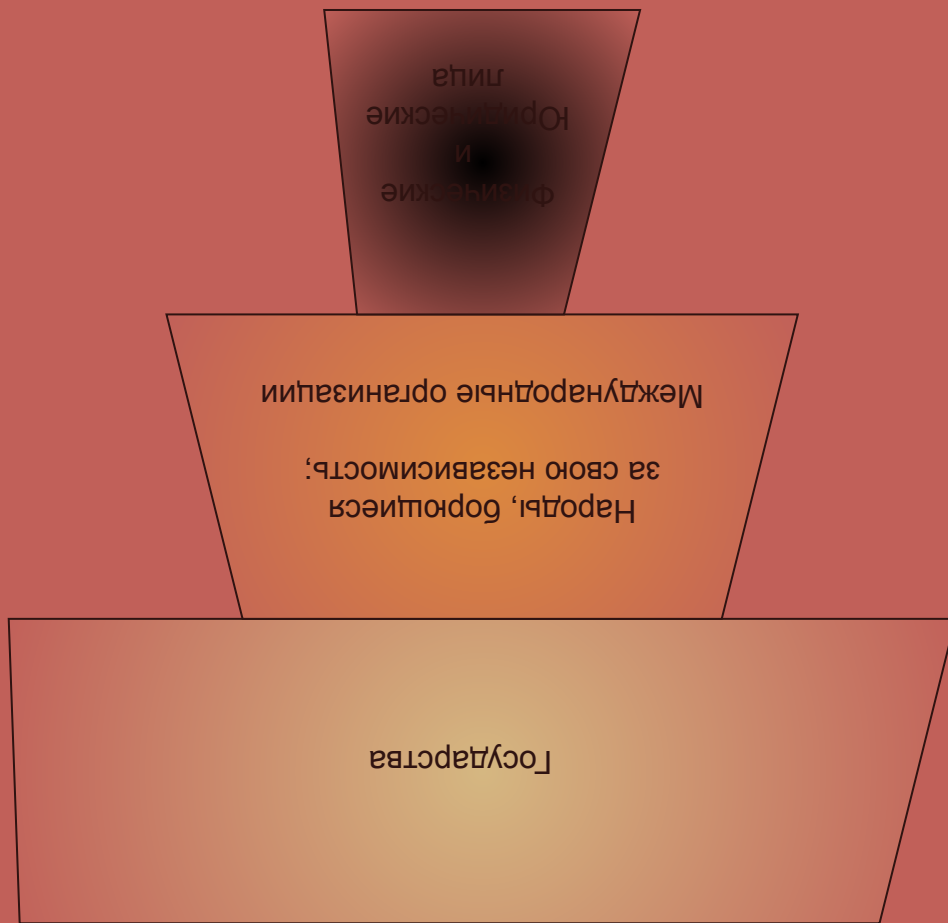 Государства
Народы, борющиеся
за свою независимость;
Международные организации
Физические
и
Юридические
лица